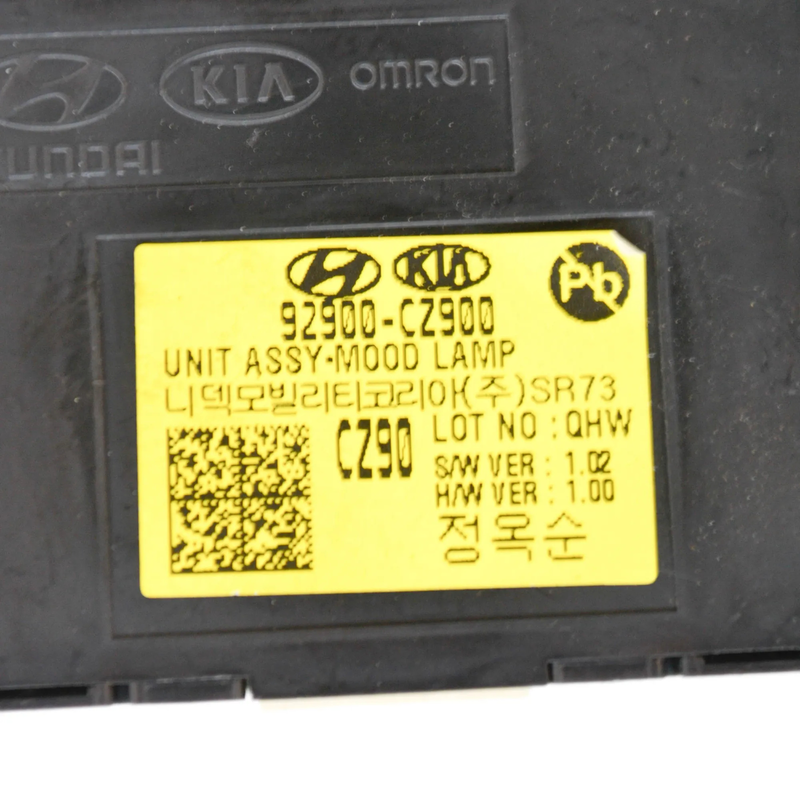 KIA OMRON
HYUNDAI
KIA
Pb
92900-CZ900
UNIT ASSY-MOOD LAMP
니덱모빌리티코리아(주)SR73
CZ90
LOT NO : QHW
S/W VER : 1.02
H/W VER : 1.00
정옥순